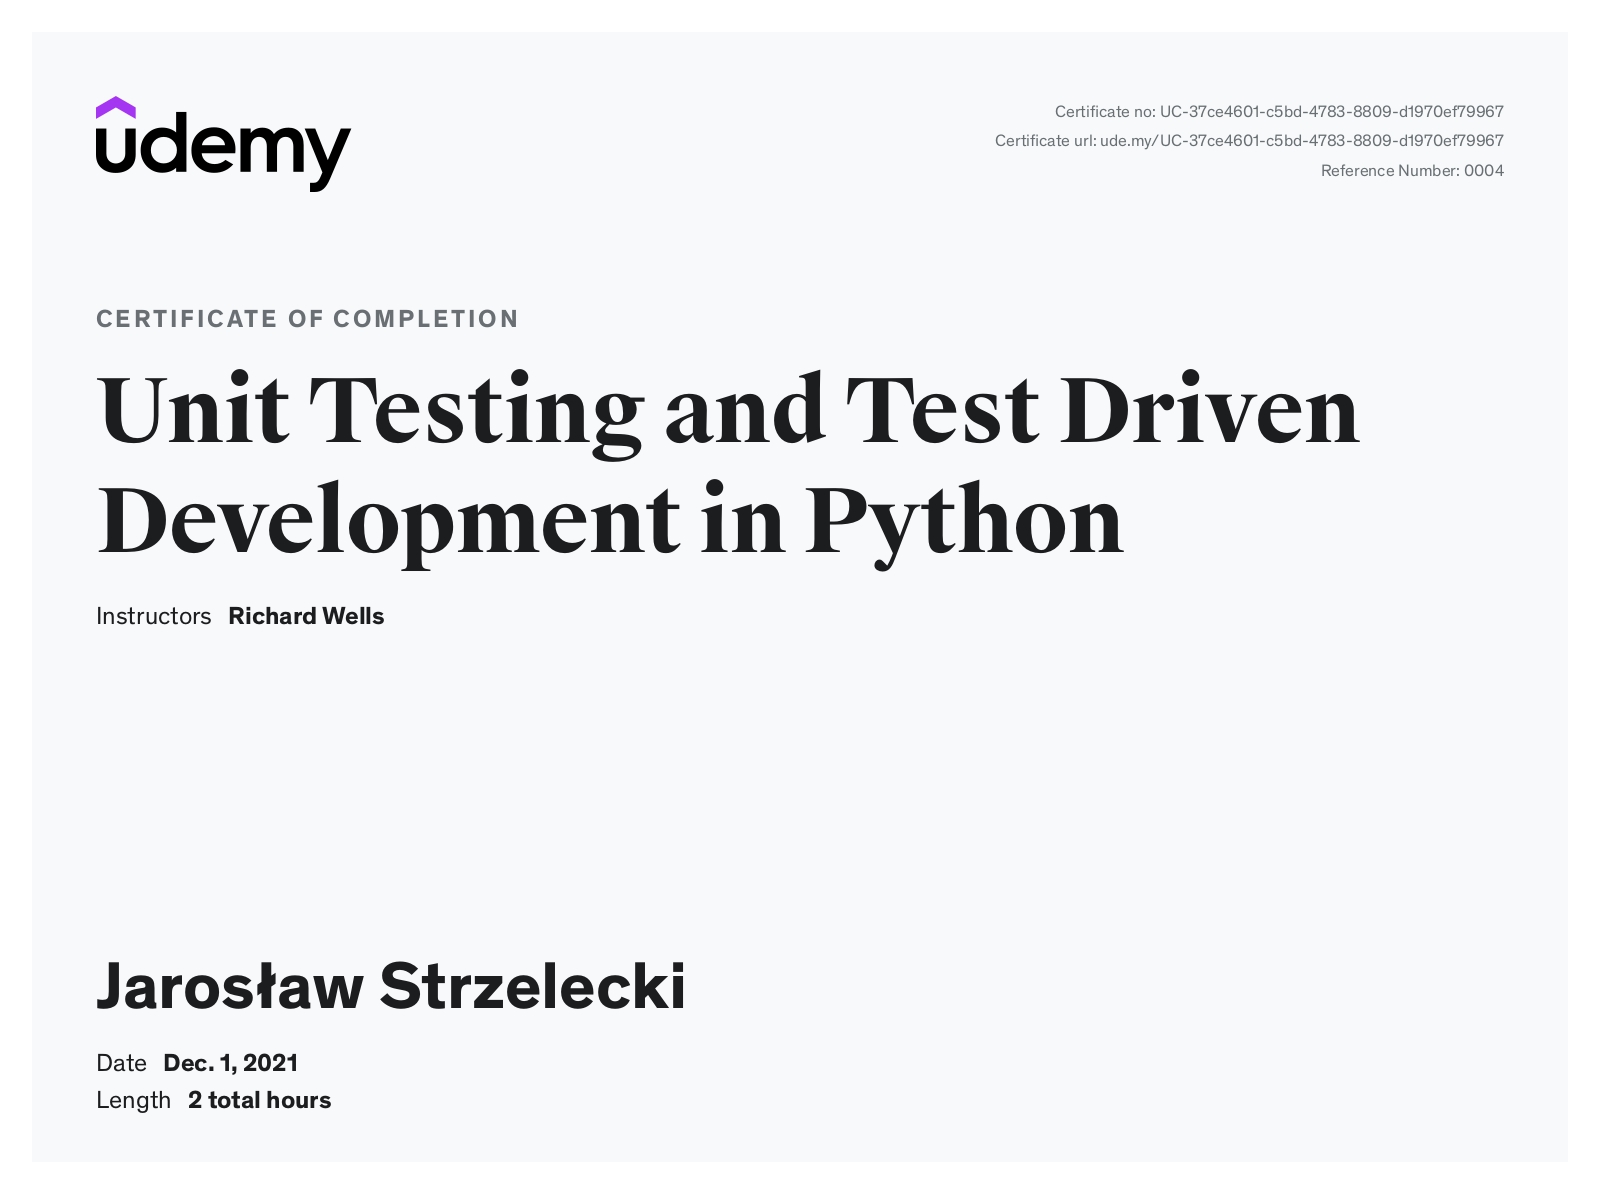 udemy
Certificate no: UC-37ce4601-c5bd-4783-8809-d1970ef79967
Certificate url: ude.my/UC-37ce4601-c5bd-4783-8809-d1970ef79967
Reference Number: 0004
CERTIFICATE OF COMPLETION
Unit Testing and Test Driven
Development in Python
Instructors Richard Wells
Jarosław Strzelecki
Date Dec. 1, 2021
Length 2 total hours